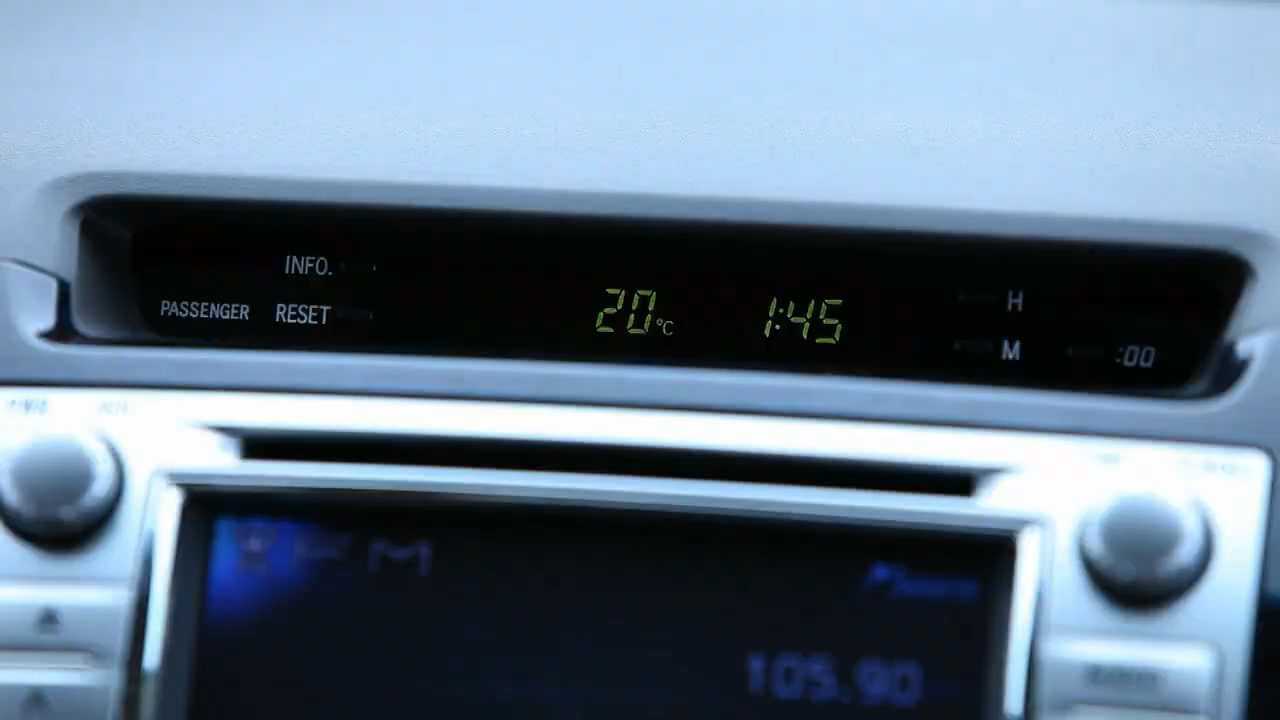 INFO.
PASSENGER RESET
20°C 1:45
H
M :00
105.90